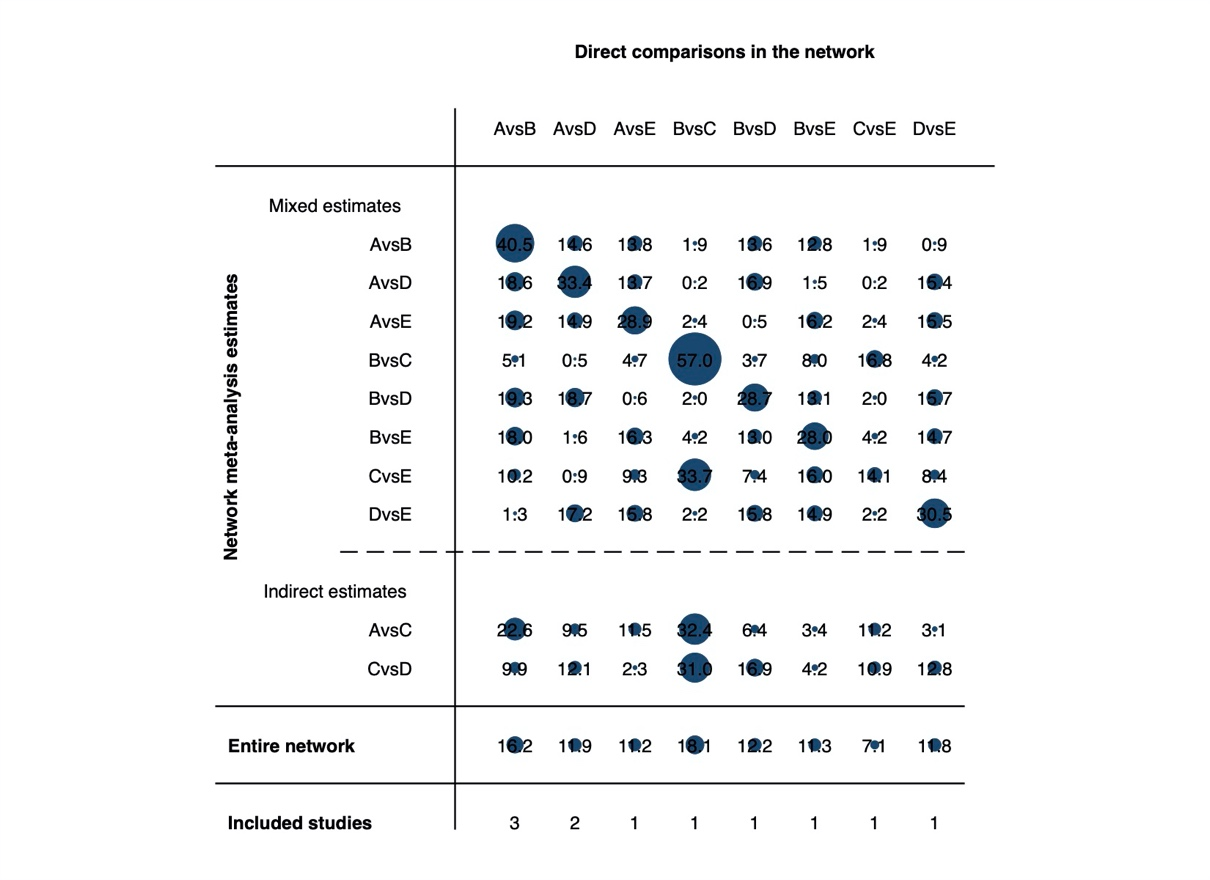 Direct comparisons in the network
AvsB AvsD AvsE BvsC BvsD BvsE CvsE DvsE
Network meta-analysis estimates
Mixed estimates
AvsB 40.5 14.6 13.8 1.9 13.6 12.8 1.9 0.9
AvsD 18.6 33.4 13.7 0.2 16.9 1.5 0.2 15.4
AvsE 19.2 14.9 28.9 2.4 0.5 16.2 2.4 15.5
BvsC 5.1 0.5 4.7 57.0 3.7 8.0 16.8 4.2
BvsD 19.3 18.7 0.6 2.0 28.7 13.1 2.0 15.7
BvsE 18.0 1.6 16.3 4.2 13.0 28.0 4.2 14.7
CvsE 10.2 0.9 9.3 33.7 7.4 16.0 14.1 8.4
DvsE 1.3 17.2 15.8 2.2 15.8 14.9 2.2 30.5
Indirect estimates
AvsC 22.6 9.5 11.5 32.4 6.4 3.4 11.2 3.1
CvsD 9.9 12.1 2.3 31.0 16.9 4.2 10.9 12.8
Entire network 16.2 11.9 11.2 18.1 12.2 11.3 7.1 11.8
Included studies 3 2 1 1 1 1 1 1